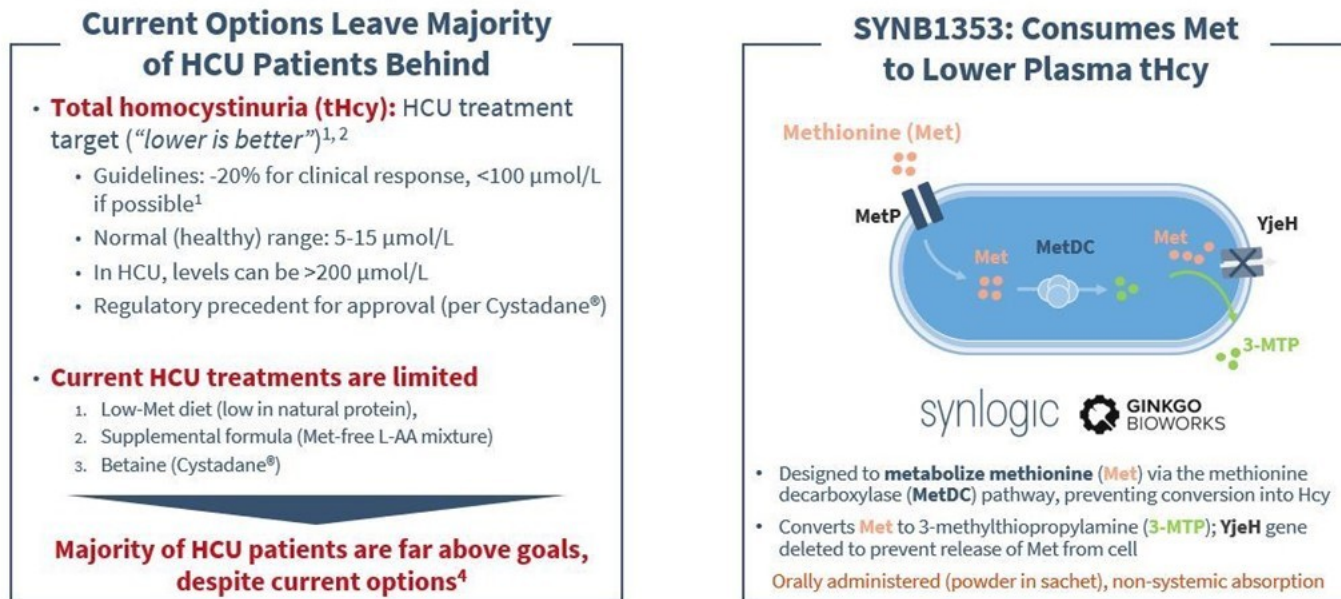 Current Options Leave Majority
of HCU Patients Behind
• Total homocystinuria (tHcy): HCU treatment
target (“lower is better”)1, 2
• Guidelines: -20% for clinical response, <100 µmol/L
if possible1
• Normal (healthy) range: 5-15 µmol/L
• In HCU, levels can be >200 µmol/L
• Regulatory precedent for approval (per Cystadane®)
• Current HCU treatments are limited
1. Low-Met diet (low in natural protein),
2. Supplemental formula (Met-free L-AA mixture)
3. Betaine (Cystadane®)
Majority of HCU patients are far above goals,
despite current options4
SYNB1353: Consumes Met
to Lower Plasma tHcy
Methionine (Met)
MetP
Met
MetDC
Met
YjeH
3-MTP
synlogic
GINKGO
BIOWORKS
• Designed to metabolize methionine (Met) via the methionine
decarboxylase (MetDC) pathway, preventing conversion into Hcy
• Converts Met to 3-methylthiopropylamine (3-MTP); YjeH gene
deleted to prevent release of Met from cell
Orally administered (powder in sachet), non-systemic absorption